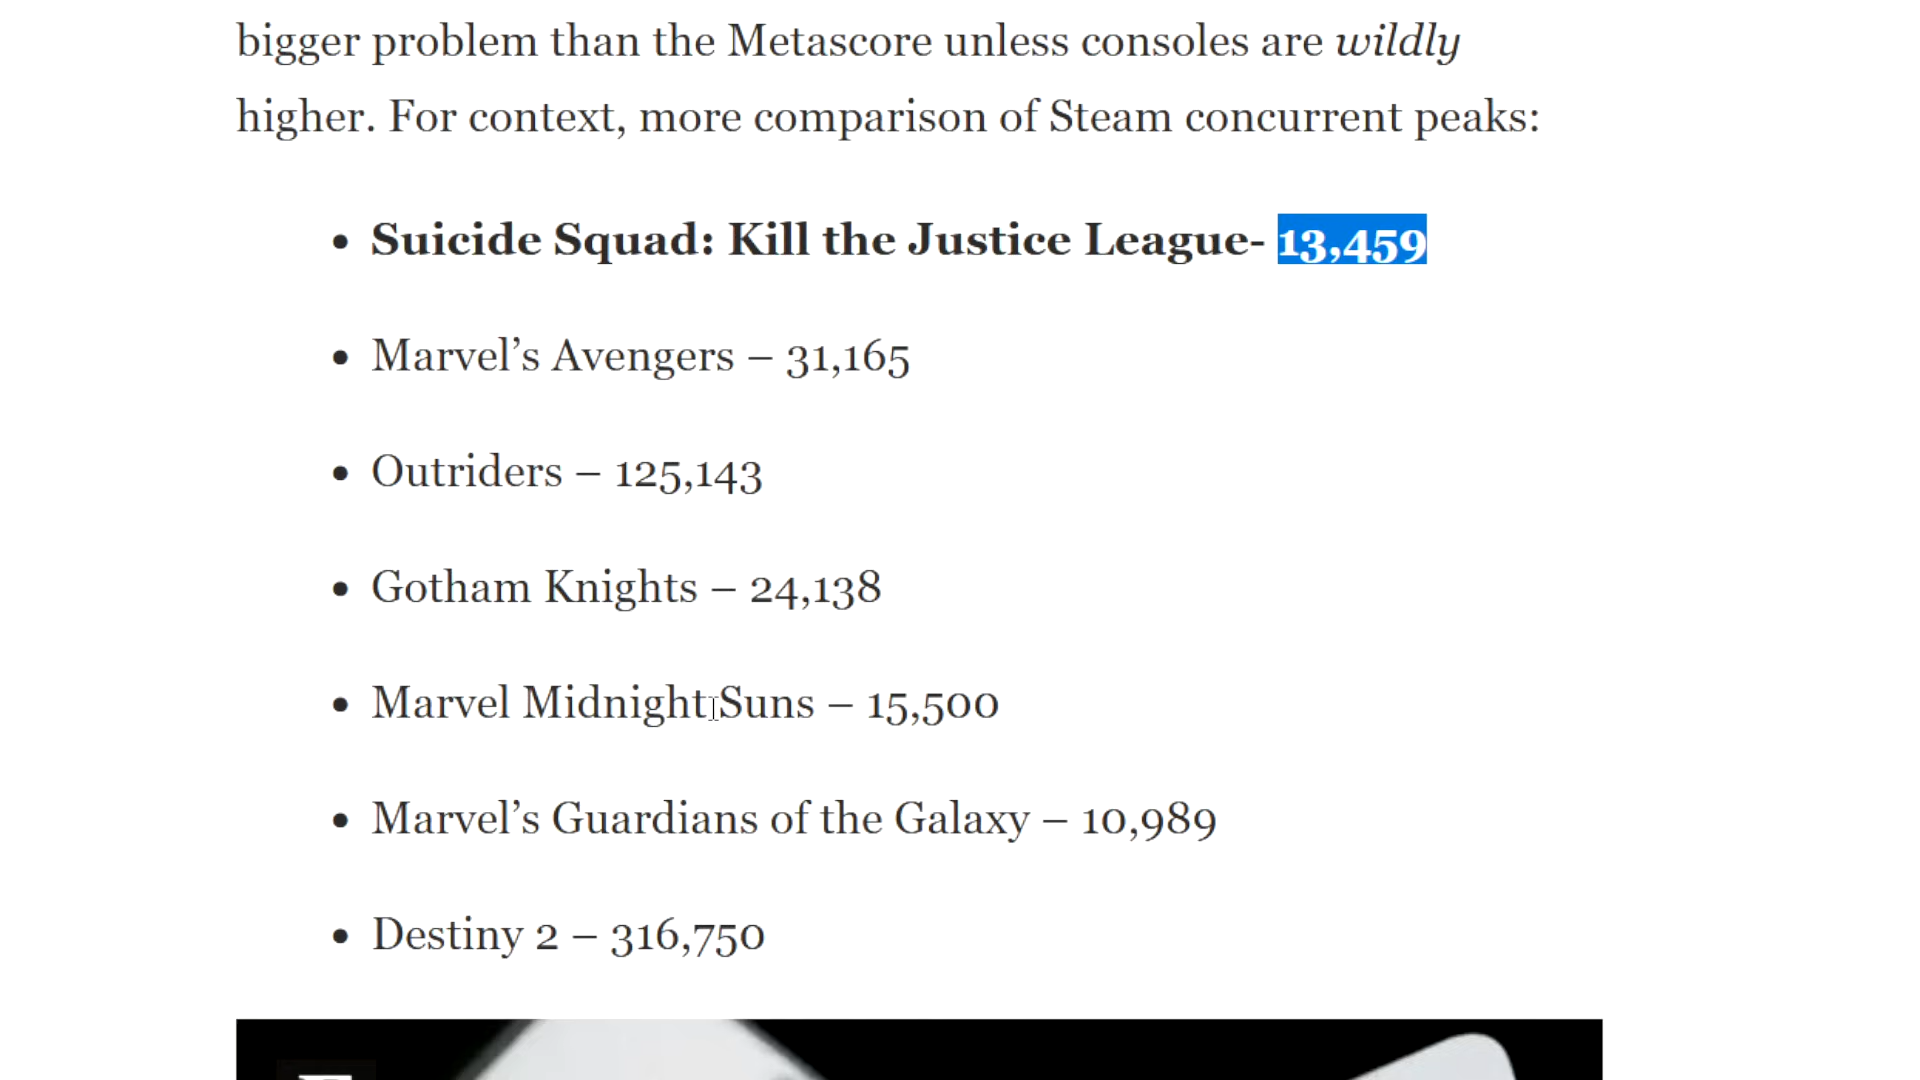 bigger problem than the Metascore unless consoles are wildly
higher. For context, more comparison of Steam concurrent peaks:
• Suicide Squad: Kill the Justice League- 13,459
• Marvel’s Avengers – 31,165
• Outriders – 125,143
• Gotham Knights – 24,138
• Marvel Midnight Suns – 15,500
• Marvel’s Guardians of the Galaxy – 10,989
• Destiny 2 – 316,750